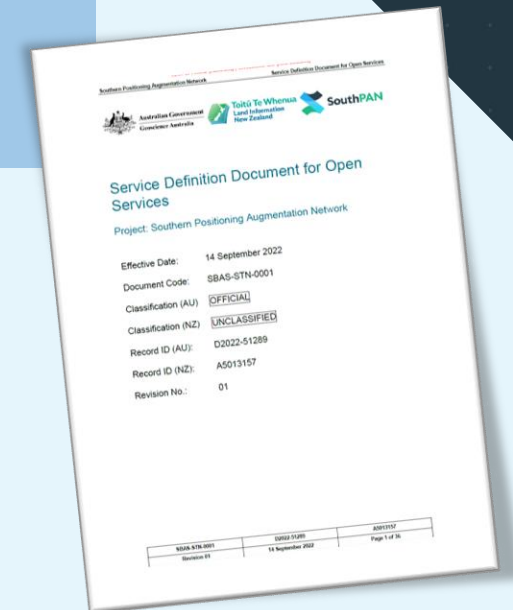 Southern Positioning Augmentation Network
Service Definition Document for Open Services
Australian Government
Geoscience Australia
Toitū Te Whenua
Land Information
New Zealand
SouthPAN
Service Definition Document for Open
Services
Project: Southern Positioning Augmentation Network
Effective Date: 14 September 2022
Document Code: SBAS-STN-0001
Classification (AU) OFFICIAL
Classification (NZ) UNCLASSIFIED
Record ID (AU): D2022-51289
Record ID (NZ): A5013157
Revision No.: 01
SBAS-STN-0001 D2022-51289 A5013157
Revision 01 14 September 2022 Page 1 of 36